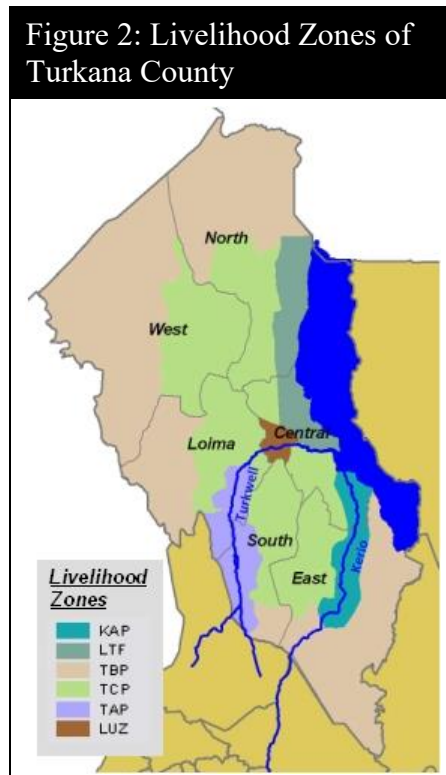 Figure 2: Livelihood Zones of
Turkana County
North
West
Central
Loima
Turkwell
South
Kerio
East
Livelihood
Zones
KAP
LTF
TBP
TCP
TAP
LUZ